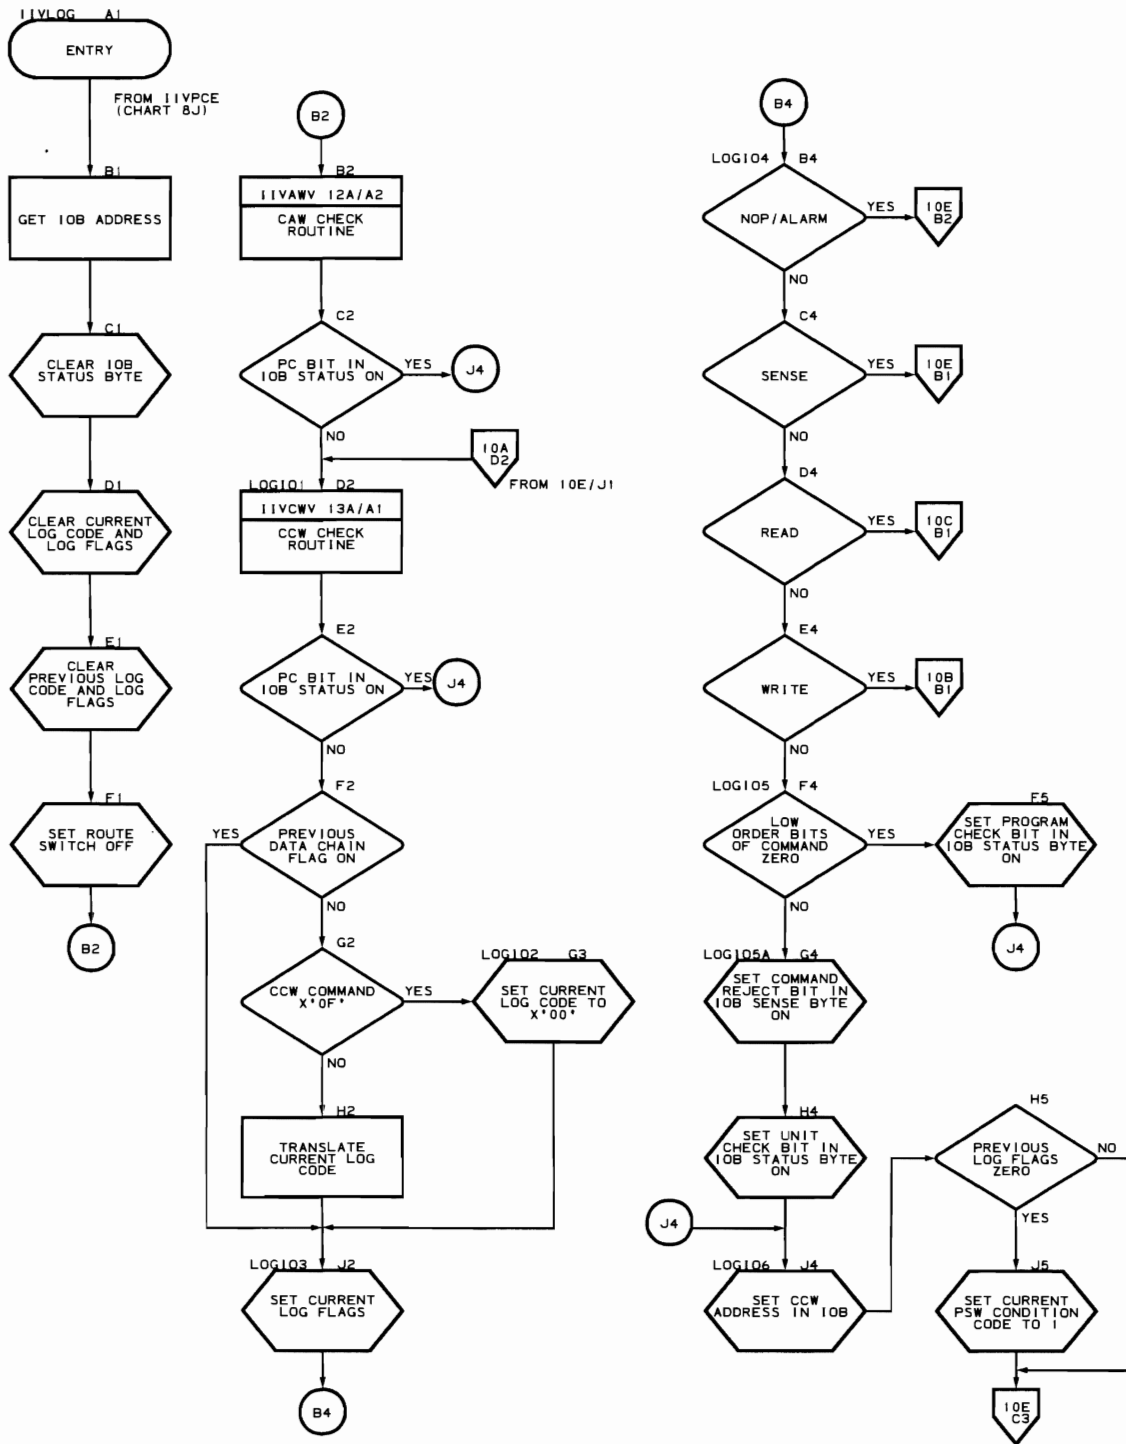 IIVLOG A1
ENTRY
FROM IIVPCE
(CHART 8J)
B1
GET IOB ADDRESS
C1
CLEAR IOB
STATUS BYTE
D1
CLEAR CURRENT
LOG CODE AND
LOG FLAGS
E1
CLEAR
PREVIOUS LOG
CODE AND LOG
FLAGS
F1
SET ROUTE
SWITCH OFF
B2
B2
B2
IIVAWV 12A/A2
CAW CHECK
ROUTINE
C2
PC BIT IN
IOB STATUS ON
YES
J4
NO
10A
D2
FROM 10E/J1
LOGIO1 D2
IIVCWV 13A/A1
CCW CHECK
ROUTINE
E2
PC BIT IN
IOB STATUS ON
YES
J4
NO
F2
YES
PREVIOUS
DATA CHAIN
FLAG ON
NO
G2
CCW COMMAND
X'0F'
YES
LOGIO2 G3
SET CURRENT
LOG CODE TO
X'00'
NO
H2
TRANSLATE
CURRENT LOG
CODE
LOGIO3 J2
SET CURRENT
LOG FLAGS
B4
B4
LOGIO4 B4
NOP/ALARM
YES
10E
B2
NO
C4
SENSE
YES
10E
B1
NO
D4
READ
YES
10C
B1
NO
E4
WRITE
YES
10B
B1
NO
LOGIO5 F4
LOW
ORDER BITS
OF COMMAND
ZERO
YES
F5
SET PROGRAM
CHECK BIT IN
IOB STATUS BYTE
ON
J4
NO
LOGIO5A G4
SET COMMAND
REJECT BIT IN
IOB SENSE BYTE
ON
H4
SET UNIT
CHECK BIT IN
IOB STATUS BYTE
ON
J4
LOGIO6 J4
SET CCW
ADDRESS IN IOB
H5
PREVIOUS
LOG FLAGS
ZERO
NO
YES
J5
SET CURRENT
PSW CONDITION
CODE TO 1
10E
C3